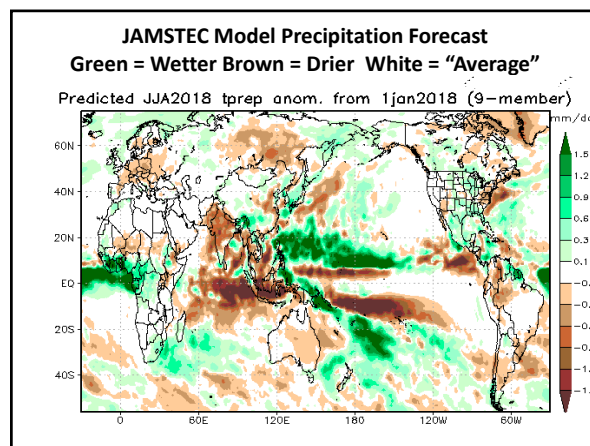 JAMSTEC Model Precipitation Forecast
Green = Wetter Brown = Drier White = “Average”
Predicted JJA2018 tprep anom. from 1jan2018 (9-member)
60N
40N
20N
EQ
20S
40S
0
60E
120E
180
120W
60W
1.5
1.2
0.9
0.6
0.3
0.1